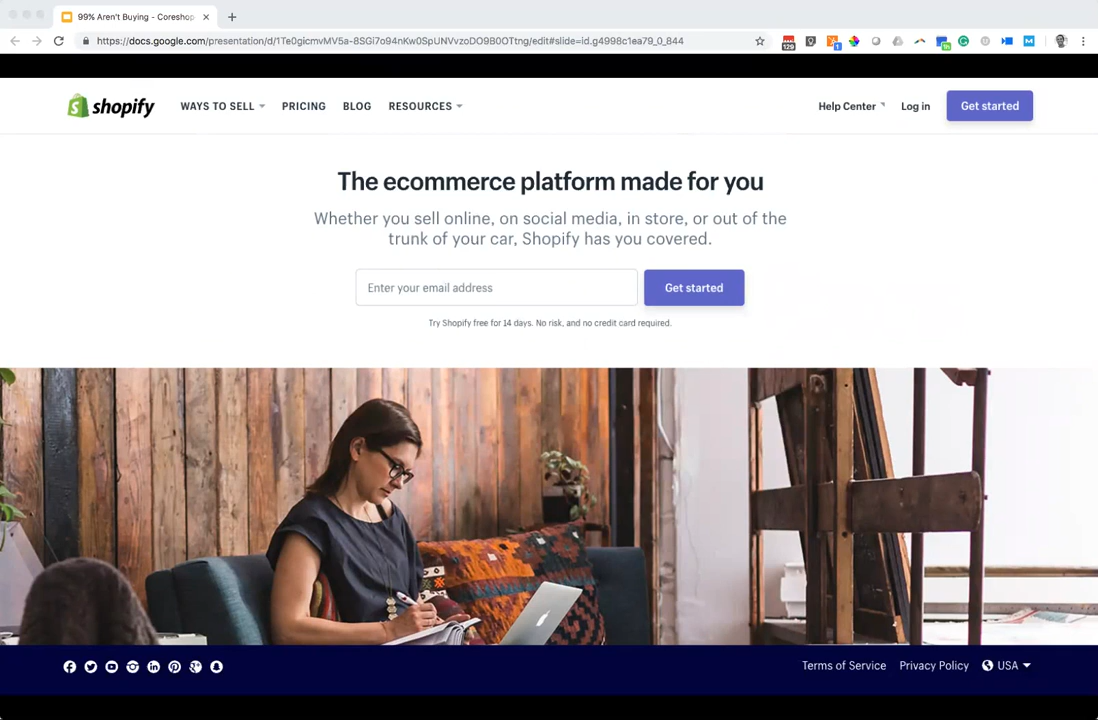 99% Aren't Buying - Coreshop
https://docs.google.com/presentation/d/1Te0gicmvMV5a-8SGi7o94nKw0SpUNVvzoDO9B0OTtng/edit#slide=id.g4998c1ea79_0_844
129
1
shopify
WAYS TO SELL
PRICING
BLOG
RESOURCES
Help Center
Log in
Get started
The ecommerce platform made for you
Whether you sell online, on social media, in store, or out of the
trunk of your car, Shopify has you covered.
Enter your email address
Get started
Try Shopify free for 14 days. No risk, and no credit card required.
Terms of Service
Privacy Policy
USA